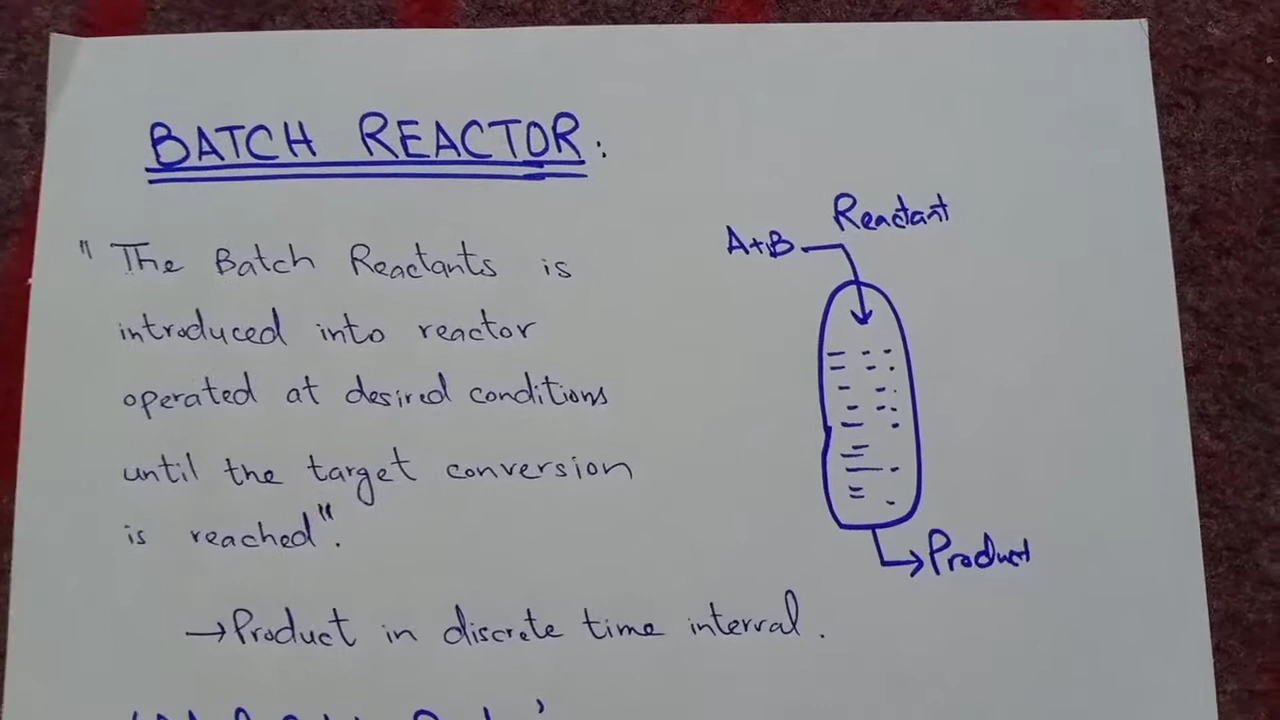 BATCH REACTOR:
" The Batch Reactants is
introduced into reactor
operated at desired conditions
until the target conversion
is reached".
→ Product in discrete time interval.
Reactant
A+B
Product